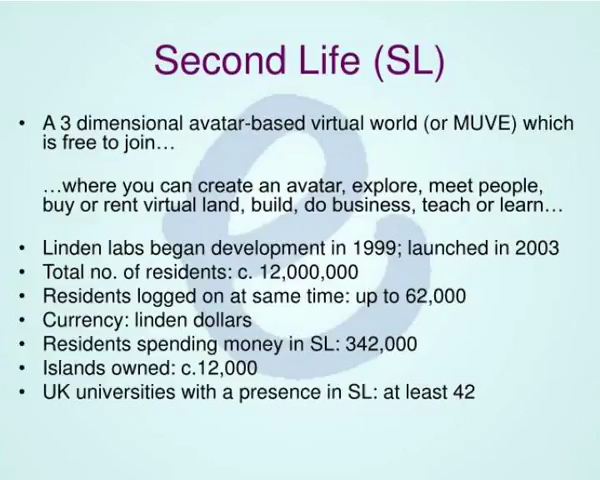 Second Life (SL)
• A 3 dimensional avatar-based virtual world (or MUVE) which
is free to join…
…where you can create an avatar, explore, meet people,
buy or rent virtual land, build, do business, teach or learn…
• Linden labs began development in 1999; launched in 2003
• Total no. of residents: c. 12,000,000
• Residents logged on at same time: up to 62,000
• Currency: linden dollars
• Residents spending money in SL: 342,000
• Islands owned: c.12,000
• UK universities with a presence in SL: at least 42